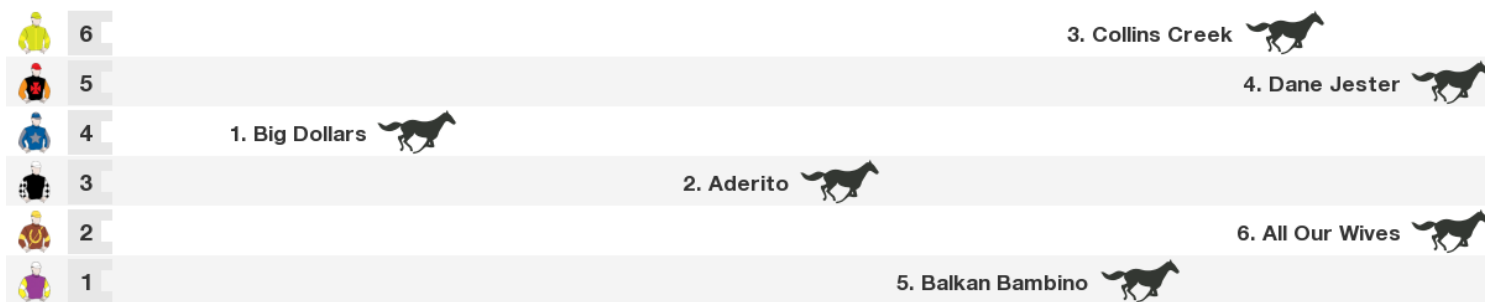 6 3. Collins Creek
5 4. Dane Jester
4 1. Big Dollars
3 2. Aderito
2 6. All Our Wives
1 5. Balkan Bambino